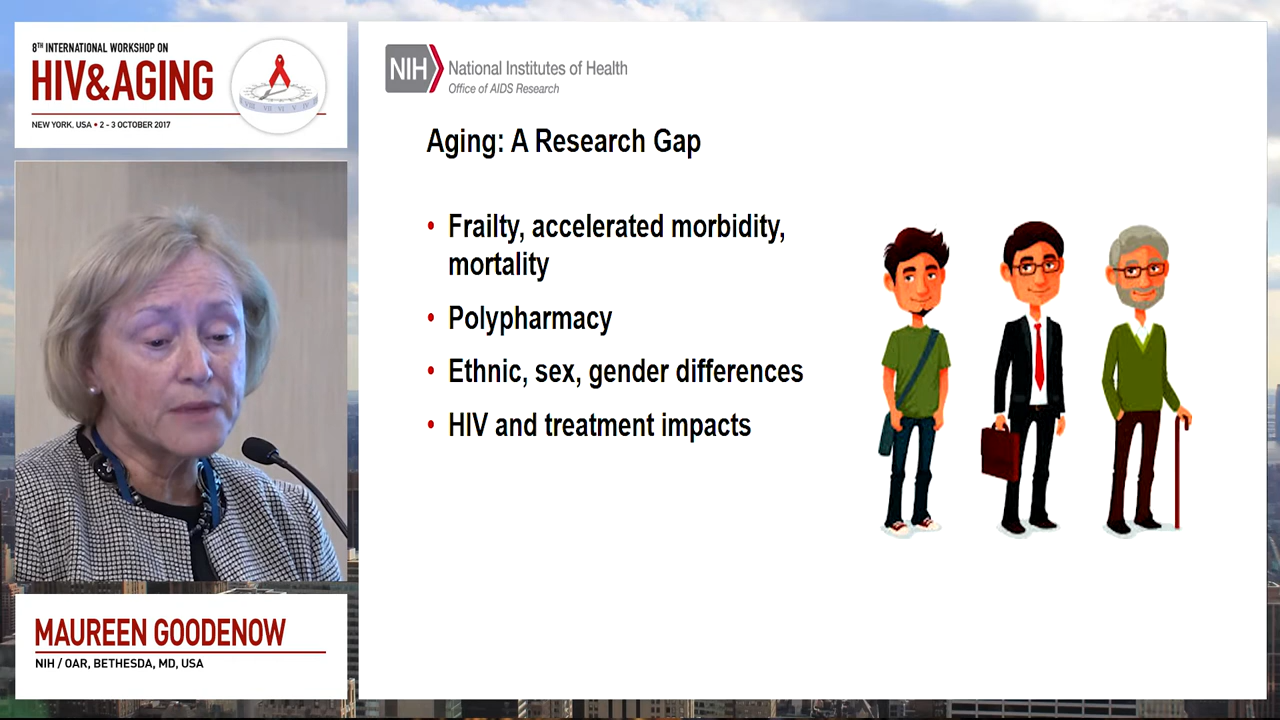 8TH INTERNATIONAL WORKSHOP ON
HIV&AGING
NEW YORK, USA • 2 - 3 OCTOBER 2017
NIH
National Institutes of Health
Office of AIDS Research
Aging: A Research Gap
• Frailty, accelerated morbidity,
mortality
• Polypharmacy
• Ethnic, sex, gender differences
• HIV and treatment impacts
MAUREEN GOODENOW
NIH / OAR, BETHESDA, MD, USA